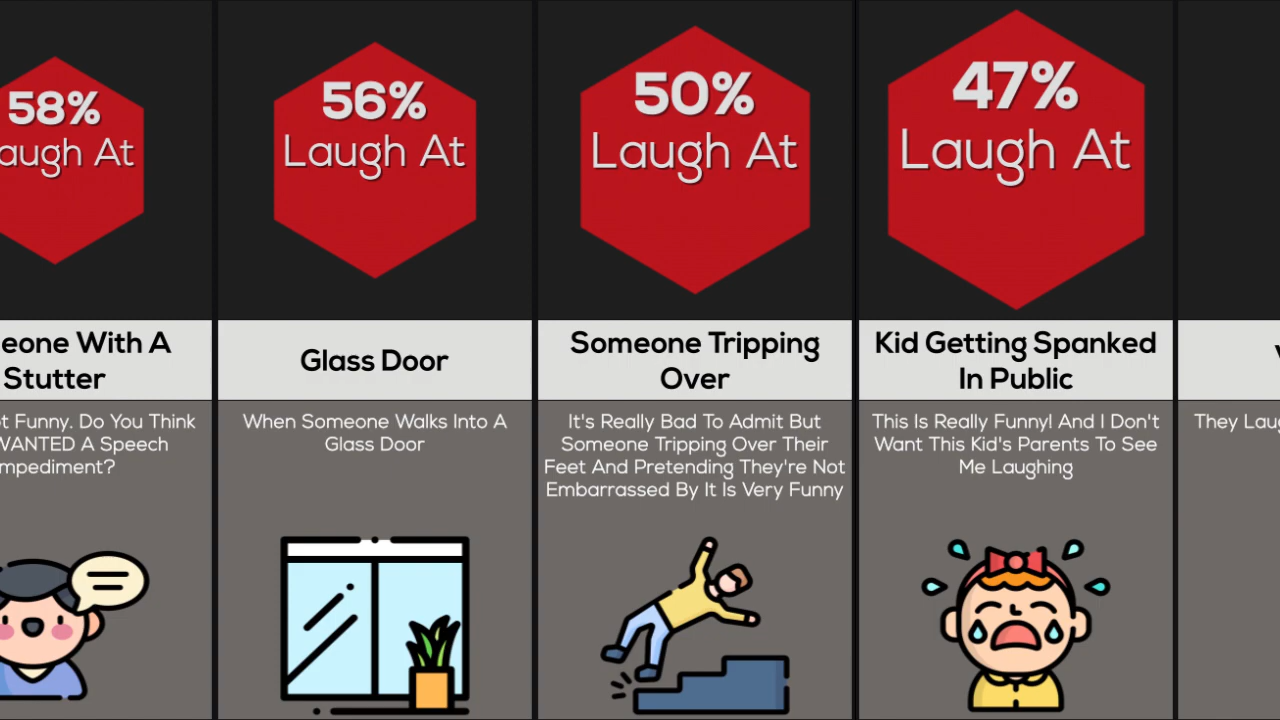 58%
augh At
eone With A
Stutter
ot Funny. Do You Think
WANTED A Speech
mpediment?
56%
Laugh At
Glass Door
When Someone Walks Into A
Glass Door
50%
Laugh At
Someone Tripping
Over
It's Really Bad To Admit But
Someone Tripping Over Their
Feet And Pretending They're Not
Embarrassed By It Is Very Funny
47%
Laugh At
Kid Getting Spanked
In Public
This Is Really Funny! And I Don't
Want This Kid's Parents To See
Me Laughing
They Laug